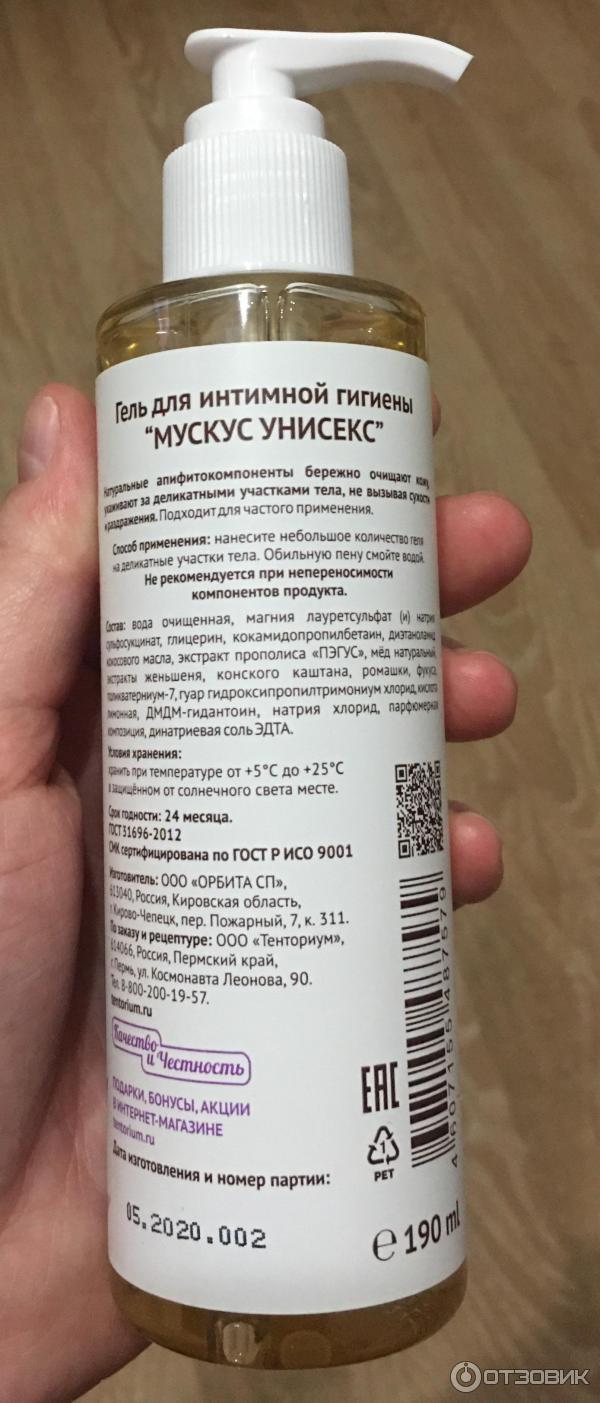 Гель для интимной гигиены
“МУСКУС УНИСЕКС”
Натуральные апифитокомпоненты бережно очищают кожу,
ухаживают за деликатными участками тела, не вызывая сухости
и раздражения. Подходит для частого применения.
Способ применения: нанесите небольшое количество геля
на деликатные участки тела. Обильную пену смойте водой.
Не рекомендуется при непереносимости
компонентов продукта.
Состав: вода очищенная, магния лауретсульфат (и) натрия
сульфосукцинат, глицерин, кокамидопропилбетаин, диэтаноламид
кокосового масла, экстракт прополиса «ПЭГУС», мёд натуральный,
экстракты женьшеня, конского каштана, ромашки, фукуса,
поликватерниум-7, гуар гидроксипропилтримониум хлорид, кислота
лимонная, ДМДМ-гидантоин, натрия хлорид, парфюмерная
композиция, динатриевая соль ЭДТА.
Условия хранения:
хранить при температуре от +5°С до +25°С
в защищённом от солнечного света месте.
Срок годности: 24 месяца.
ГОСТ 31696-2012
СМК сертифицирована по ГОСТ Р ИСО 9001
Изготовитель: ООО «ОРБИТА СП»,
613040, Россия, Кировская область,
г. Кирово-Чепецк, пер. Пожарный, 7, к. 311.
По заказу и рецептуре: ООО «Тенториум»,
614066, Россия, Пермский край,
г. Пермь, ул. Космонавта Леонова, 90.
Тел. 8-800-200-19-57.
tentorium.ru
Качество
и Честность
ПОДАРКИ, БОНУСЫ, АКЦИИ
В ИНТЕРНЕТ-МАГАЗИНЕ
tentorium.ru
Дата изготовления и номер партии:
05.2020.002
4 607155 487679
ЕАС
1
PET
e 190 ml
ОТЗОВИК